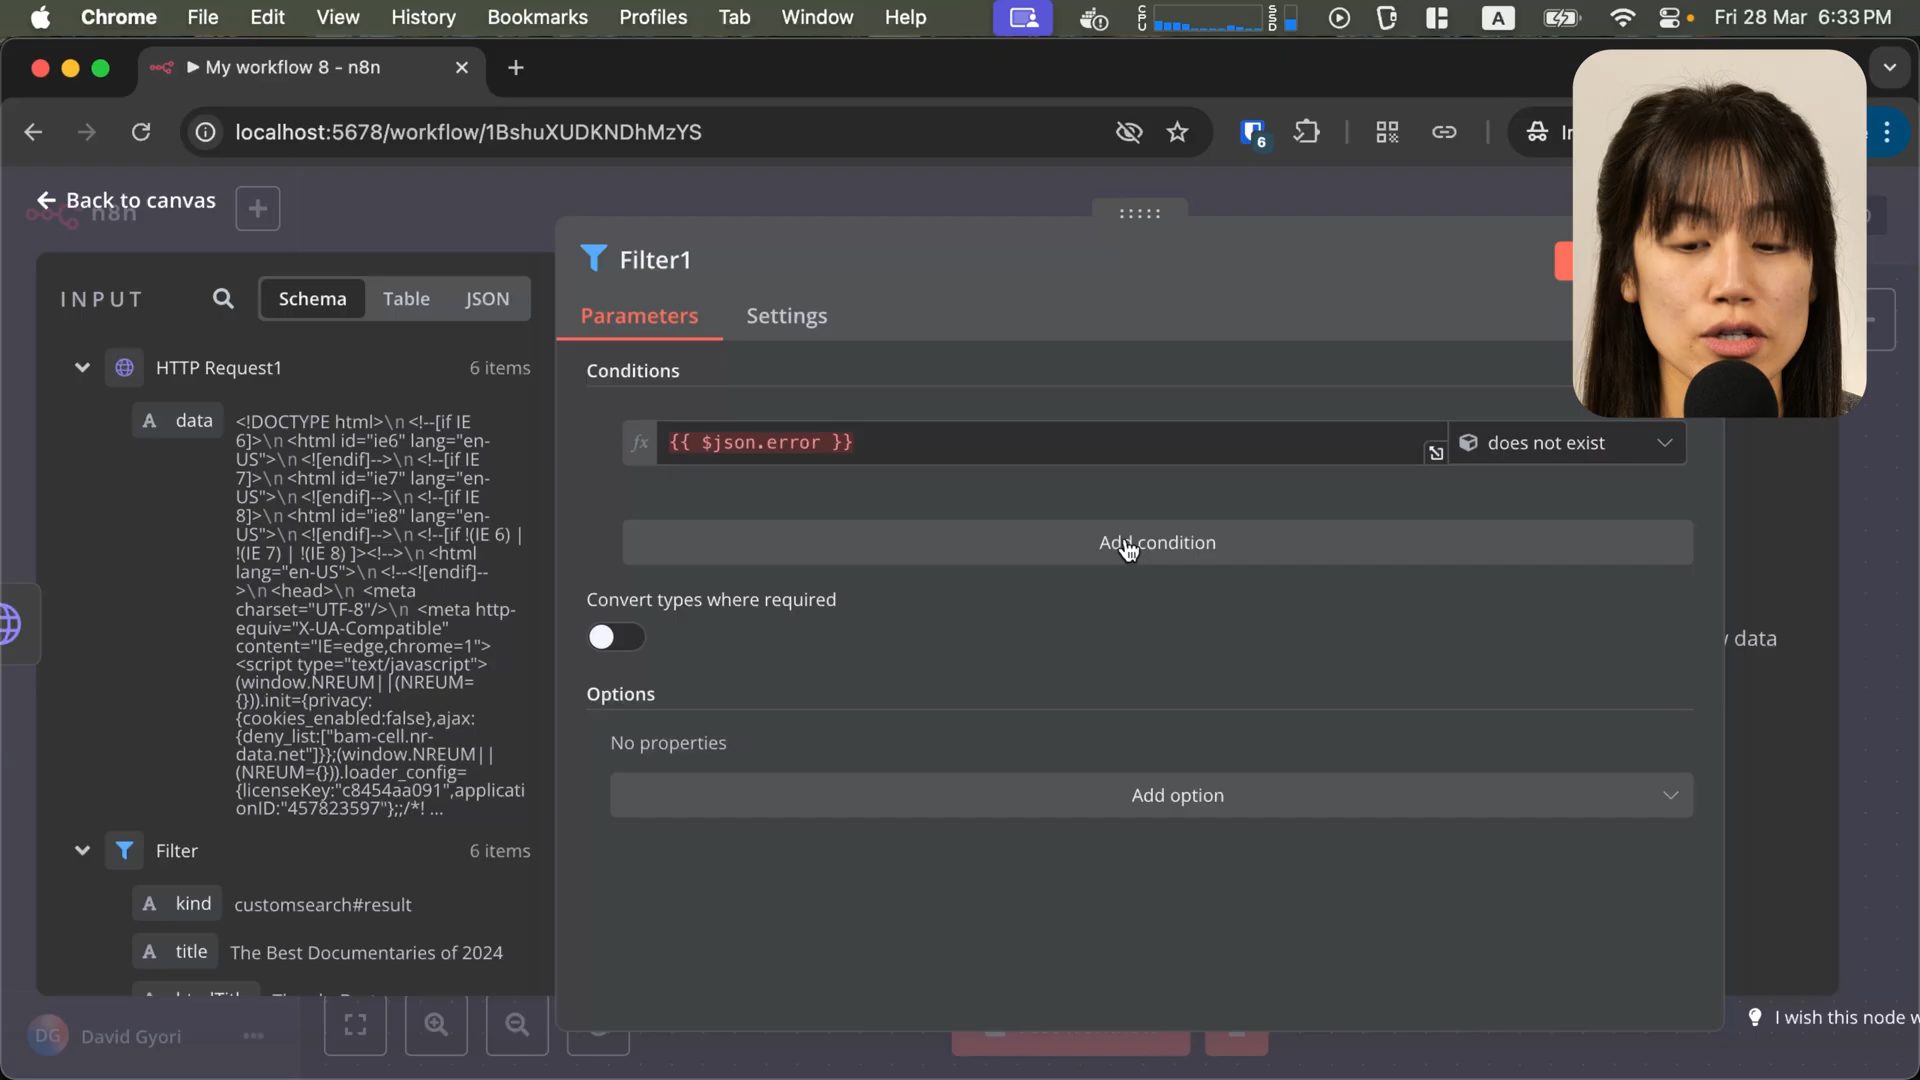 Chrome File Edit View History Bookmarks Profiles Tab Window Help
CPU
SSD
A
Fri 28 Mar 6:33 PM
▶ My workflow 8 - n8n
localhost:5678/workflow/1BshuXUDKNDhMzYS
6
Back to canvas
n8n
INPUT
Schema Table JSON
HTTP Request1 6 items
A data
<!DOCTYPE html>\n <!--[if IE
6]>\n <html id="ie6" lang="en-
US">\n <![endif]--> <!--[if IE
7]>\n <html id="ie7" lang="en-
US">\n <![endif]--> <!--[if IE
8]>\n <html id="ie8" lang="en-
US">\n <![endif]--> <!--[if !(IE 6) |
!(IE 7) | !(IE 8) ]><!-->\n <html
lang="en-US">\n <!--<![endif]--
>\n <head>\n <meta
charset="UTF-8"/>\n <meta http-
equiv="X-UA-Compatible"
content="IE=edge,chrome=1">
<script type="text/javascript">
(window.NREUM||(NREUM=
{})).init={privacy:
{cookies_enabled:false},ajax:
{deny_list:["bam-cell.nr-
data.net"]}};(window.NREUM||
(NREUM={})).loader_config=
{licenseKey:"c8454aa091",applicati
onID:"457823597"};;/*! ...
Filter 6 items
A kind customsearch#result
A title The Best Documentaries of 2024
DG David Gyori
Filter1
Parameters Settings
Conditions
fx {{ $json.error }} does not exist
Add condition
Convert types where required
Options
No properties
Add option
data
I wish this node w